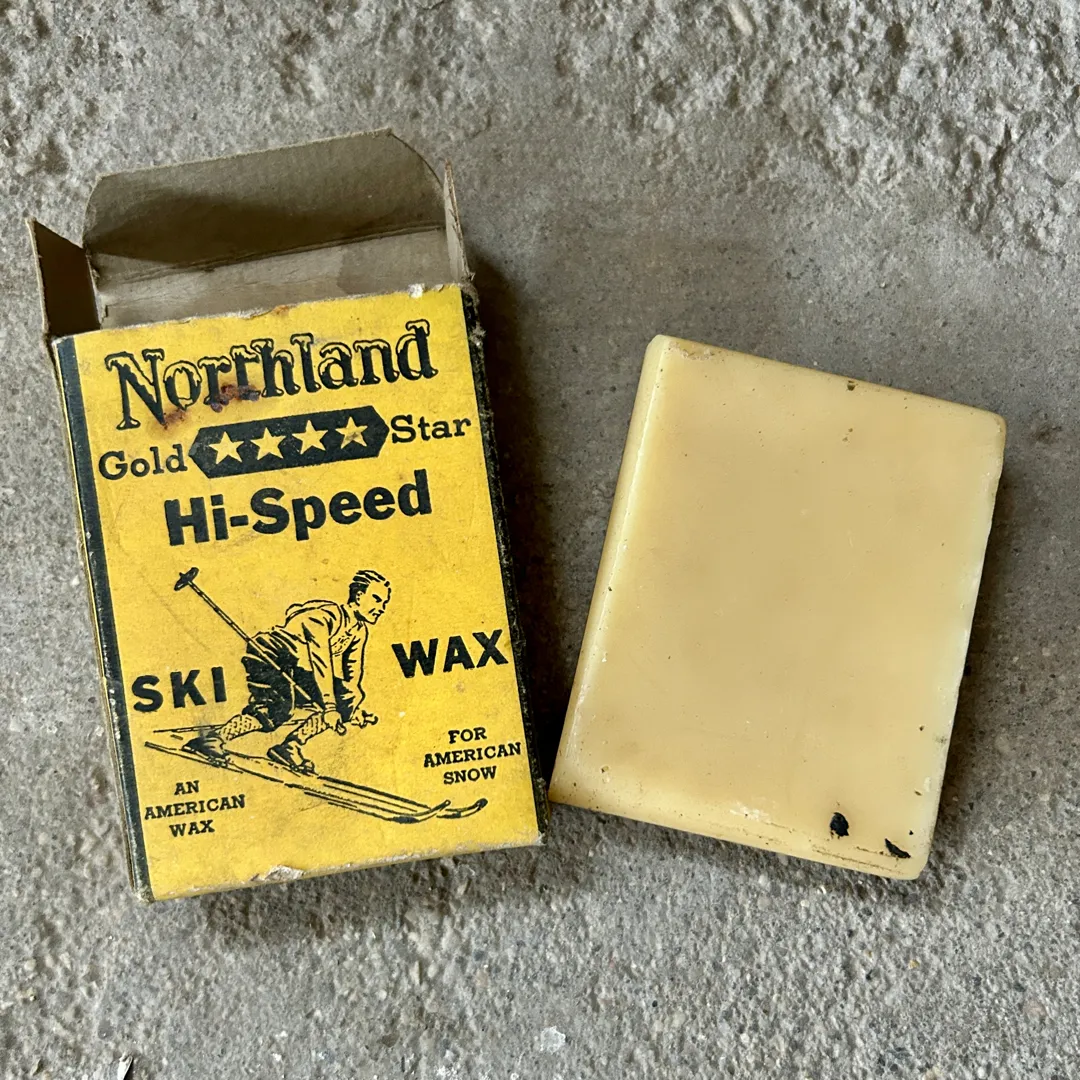 Northland
Gold Star
Hi-Speed
SKI WAX
AN
AMERICAN
WAX
FOR
AMERICAN
SNOW